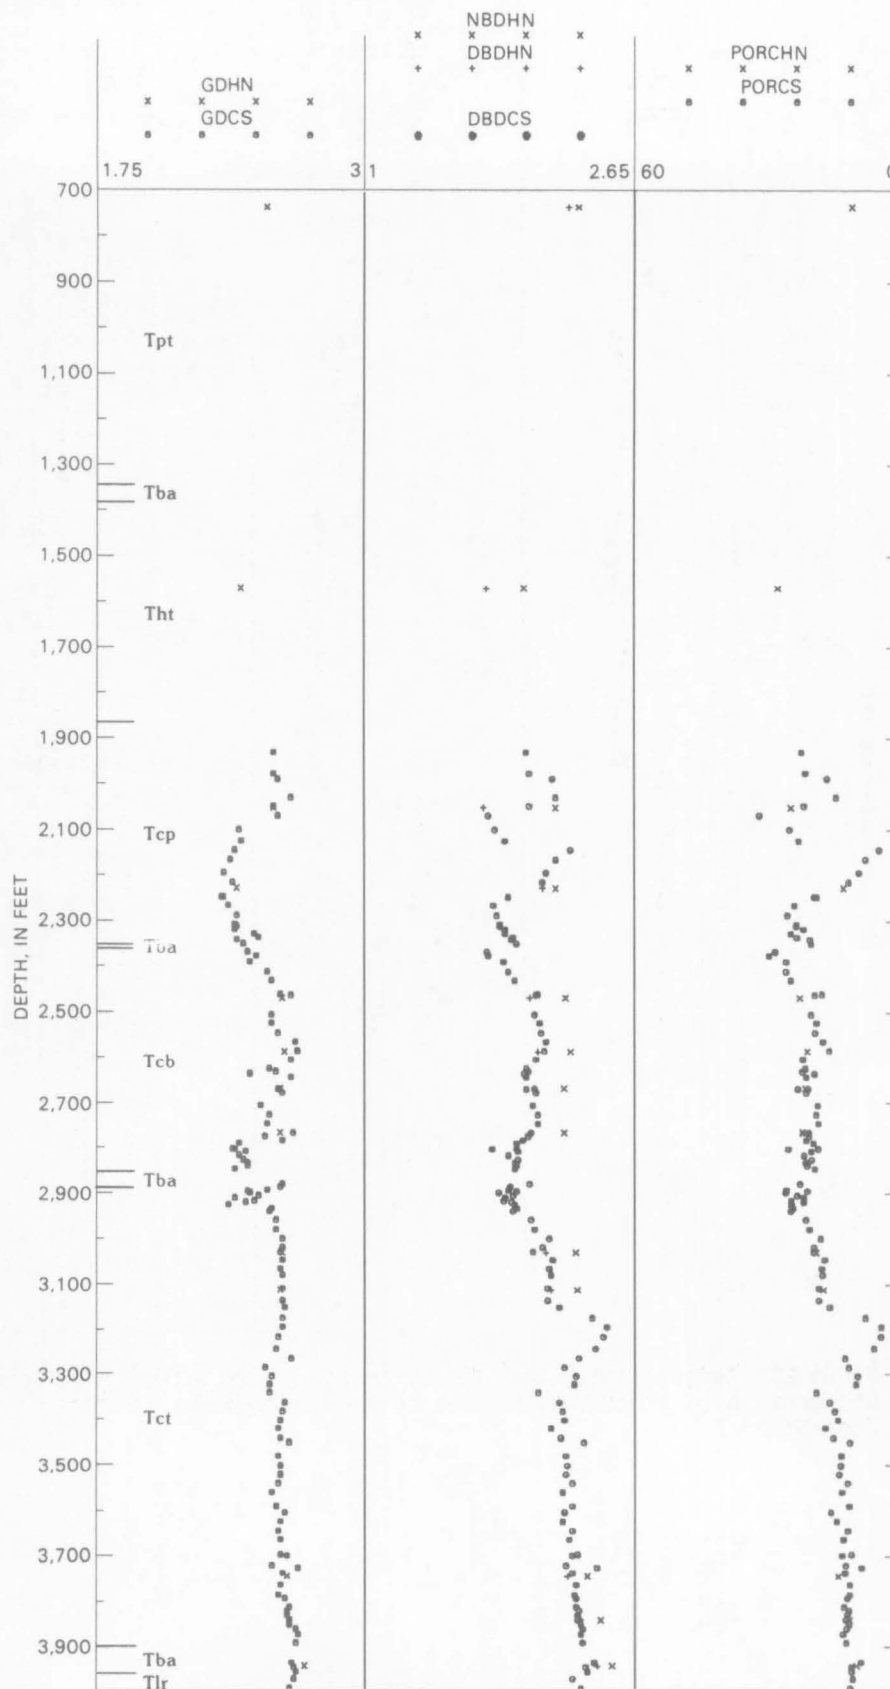 NBDHN
DBDHN
PORCHN
GDHN
PORCS
GDCS
DBDCS
1.75 3 1 2.65 60 0
700
900
Tpt
1,100
1,300
Tba
1,500
Tht
1,700
1,900
Tcp
2,100
2,300
Tba
2,500
Tcb
2,700
Tba
2,900
3,100
3,300
Tct
3,500
3,700
3,900
Tba
Tlr
DEPTH, IN FEET